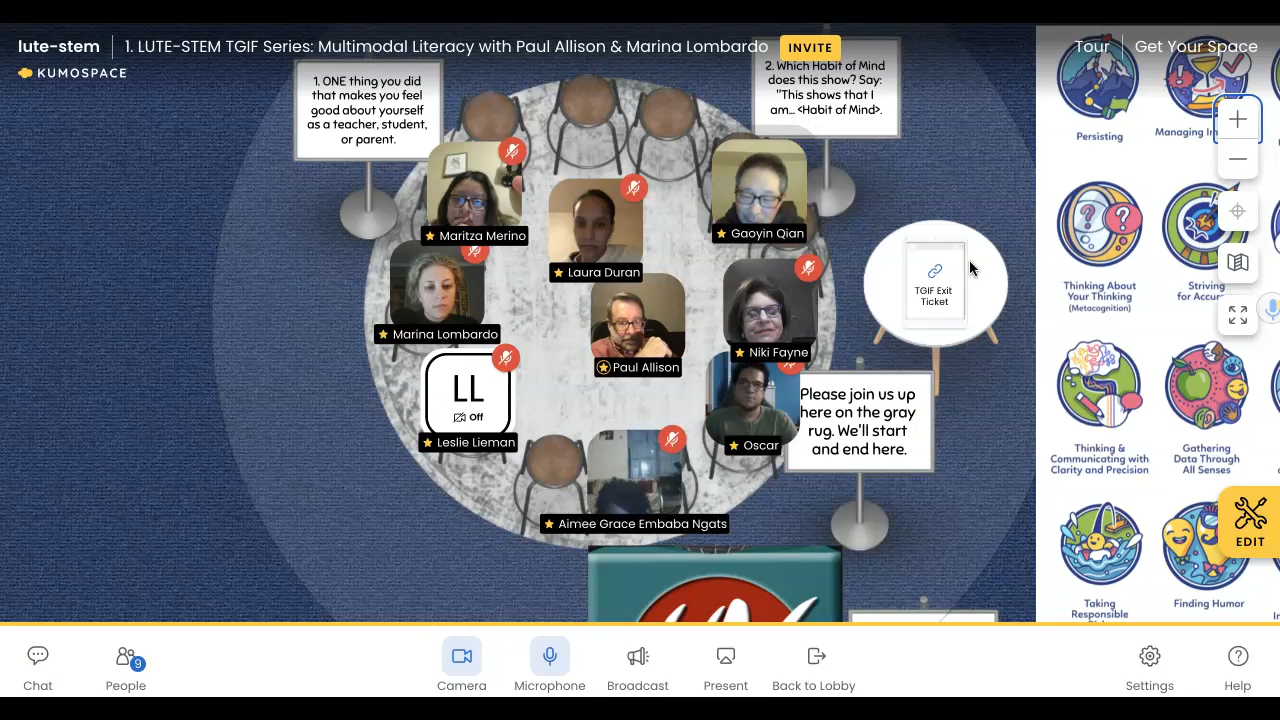 lute-stem
1. LUTE-STEM TGIF Series: Multimodal Literacy with Paul Allison & Marina Lombardo
INVITE
Tour
Get Your Space
KUMOSPACE
1. ONE thing you did
that makes you feel
good about yourself
as a teacher, student,
or parent.
2. Which Habit of Mind
does this show? Say:
"This shows that I
am... <Habit of Mind>.
Maritza Merino
Laura Duran
Gaoyin Qian
Marina Lombardo
Paul Allison
Niki Fayne
LL
Off
Leslie Lieman
Oscar
Aimee Grace Embaba Ngats
TGIF Exit
Ticket
Please join us up
here on the gray
rug. We'll start
and end here.
Persisting
Managing
Thinking About
Your Thinking
(Metacognition)
Striving
for
Thinking &
Communicating with
Clarity and Precision
Gathering
Data Through
All Senses
Taking
Responsible
Finding Humor
EDIT
Chat
9
People
Camera
Microphone
Broadcast
Present
Back to Lobby
Settings
Help